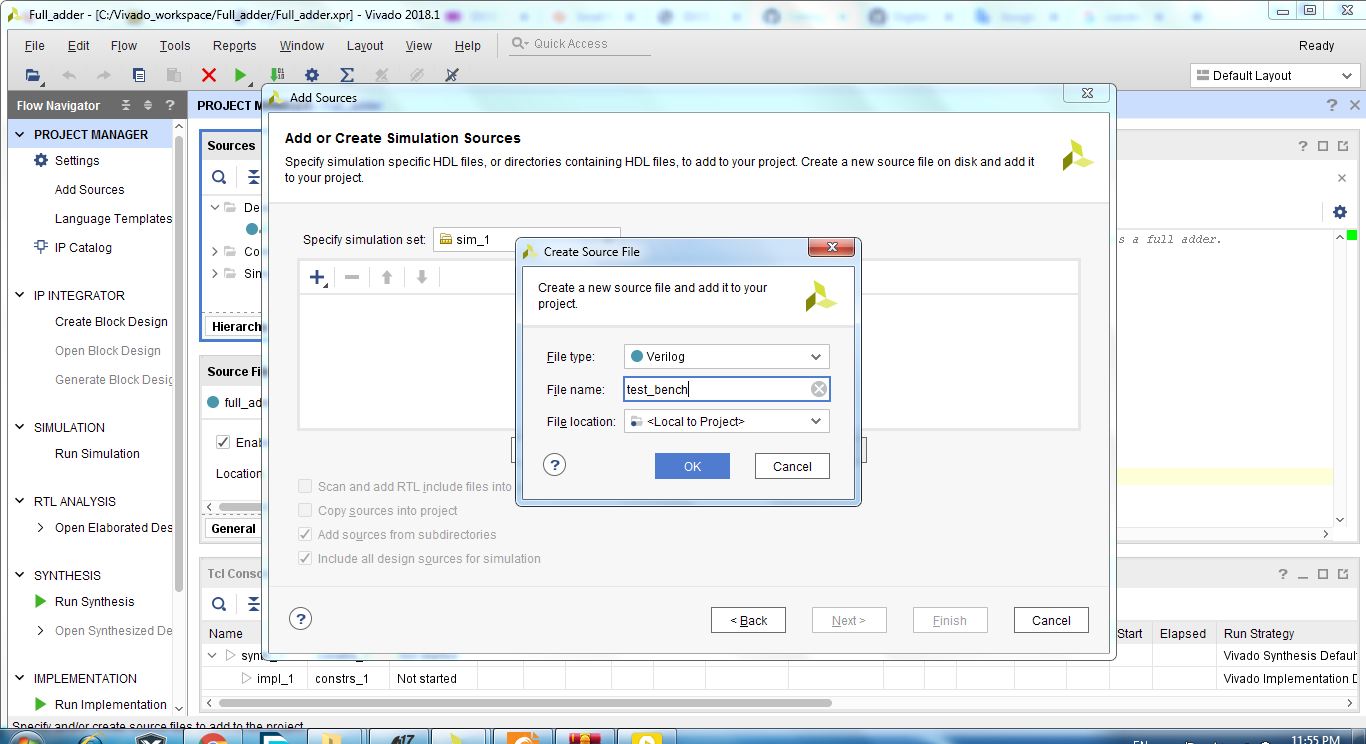 Full_adder - [C:/Vivado_workspace/Full_adder/Full_adder.xpr] - Vivado 2018.1
File Edit Flow Tools Reports Window Layout View Help Quick Access Ready
Default Layout
Flow Navigator
PROJECT MANAGER
Settings
Add Sources
Language Templates
IP Catalog
IP INTEGRATOR
Create Block Design
Open Block Design
Generate Block Desig
SIMULATION
Run Simulation
RTL ANALYSIS
Open Elaborated Des
SYNTHESIS
Run Synthesis
Open Synthesized De
IMPLEMENTATION
Run Implementation
PROJECT M
Sources
De
Co
Sin
Hierarch
Source Fi
full_ad
Enab
Location
General
s a full adder.
Add Sources
Add or Create Simulation Sources
Specify simulation specific HDL files, or directories containing HDL files, to add to your project. Create a new source file on disk and add it
to your project.
Specify simulation set: sim_1
Scan and add RTL include files into
Copy sources into project
Add sources from subdirectories
Include all design sources for simulation
< Back Next > Finish Cancel
Create Source File
Create a new source file and add it to your
project.
File type: Verilog
File name: test_bench
File location: <Local to Project>
OK Cancel
Tcl Conso
Name Start Elapsed Run Strategy
Vivado Synthesis Default
impl_1 constrs_1 Not started Vivado Implementation D
Specify and/or create source files to add to the project
11:55 PM